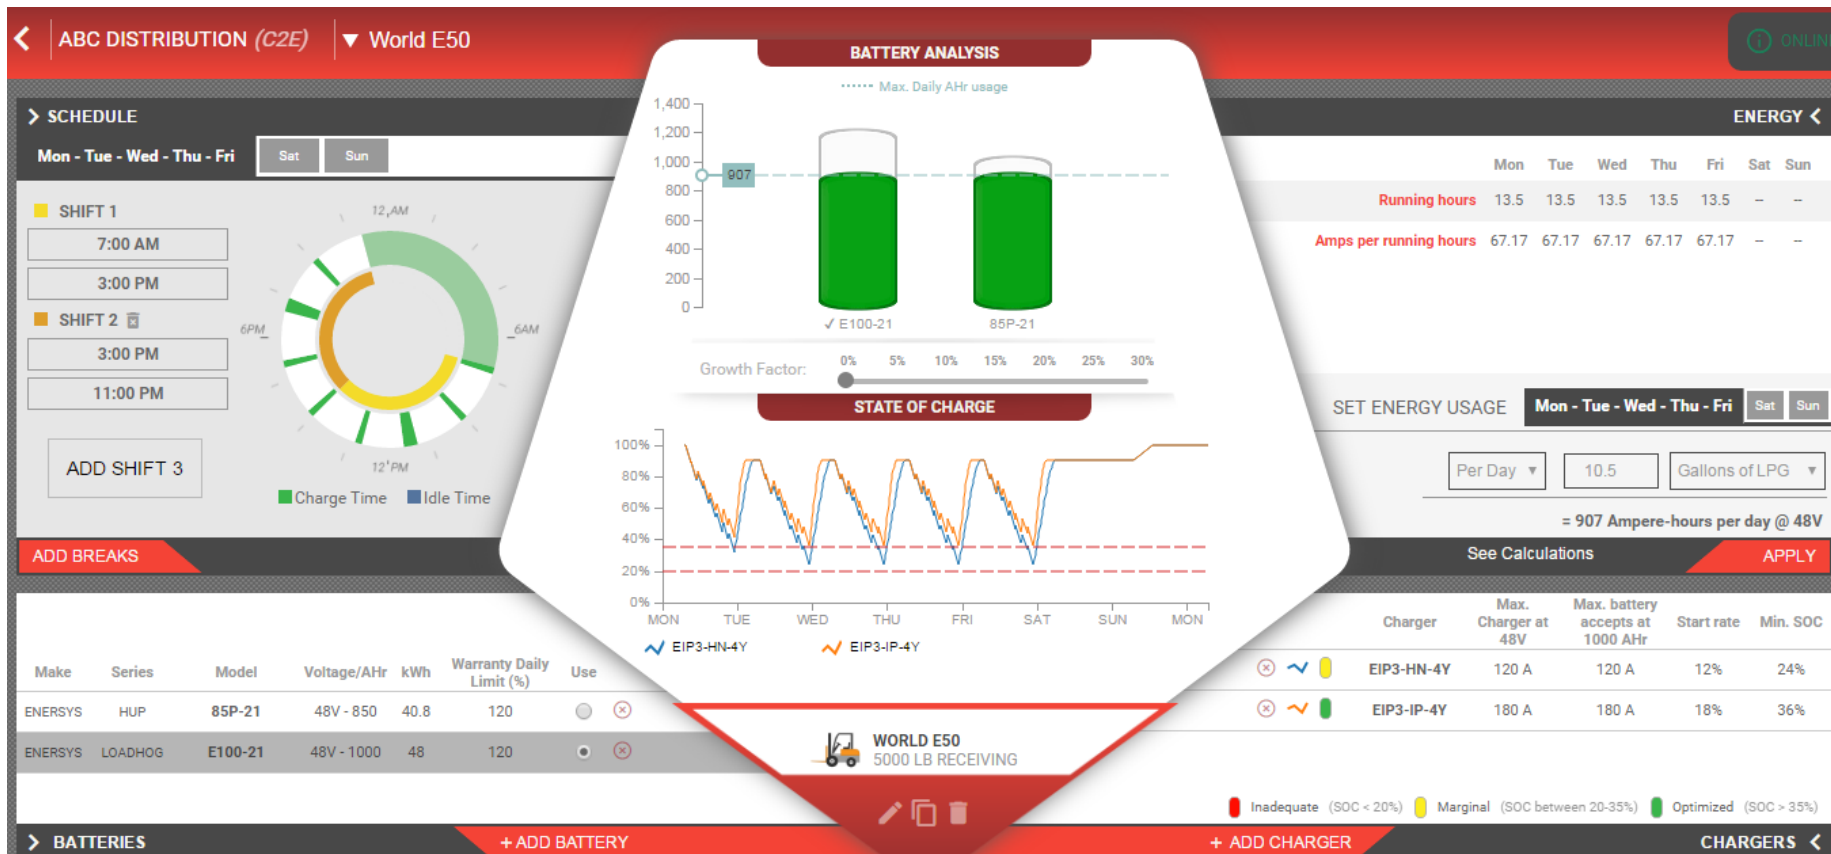 ABC DISTRIBUTION (C2E)
▼ World E50
ONLIN
SCHEDULE
Mon - Tue - Wed - Thu - Fri
Sat
Sun
SHIFT 1
7:00 AM
3:00 PM
SHIFT 2
3:00 PM
11:00 PM
ADD SHIFT 3
12 AM
6AM
12 PM
6PM
Charge Time
Idle Time
ADD BREAKS
BATTERY ANALYSIS
Max. Daily AHr usage
1,400
1,200
1,000
907
800
600
400
200
0
✓ E100-21
85P-21
Growth Factor:
0% 5% 10% 15% 20% 25% 30%
STATE OF CHARGE
100%
80%
60%
40%
20%
0%
MON TUE WED THU FRI SAT SUN MON
EIP3-HN-4Y
EIP3-IP-4Y
WORLD E50
5000 LB RECEIVING
ENERGY
Mon Tue Wed Thu Fri Sat Sun
Running hours 13.5 13.5 13.5 13.5 13.5 -- --
Amps per running hours 67.17 67.17 67.17 67.17 67.17 -- --
SET ENERGY USAGE
Mon - Tue - Wed - Thu - Fri
Sat
Sun
Per Day ▼
10.5
Gallons of LPG ▼
= 907 Ampere-hours per day @ 48V
See Calculations
APPLY
Make Series Model Voltage/AHr kWh Warranty Daily Limit (%) Use
ENERSYS HUP 85P-21 48V - 850 40.8 120
ENERSYS LOADHOG E100-21 48V - 1000 48 120
BATTERIES
+ ADD BATTERY
Charger Max. Charger at 48V Max. battery accepts at 1000 AHr Start rate Min. SOC
EIP3-HN-4Y 120 A 120 A 12% 24%
EIP3-IP-4Y 180 A 180 A 18% 36%
Inadequate (SOC < 20%) Marginal (SOC between 20-35%) Optimized (SOC > 35%)
+ ADD CHARGER
CHARGERS